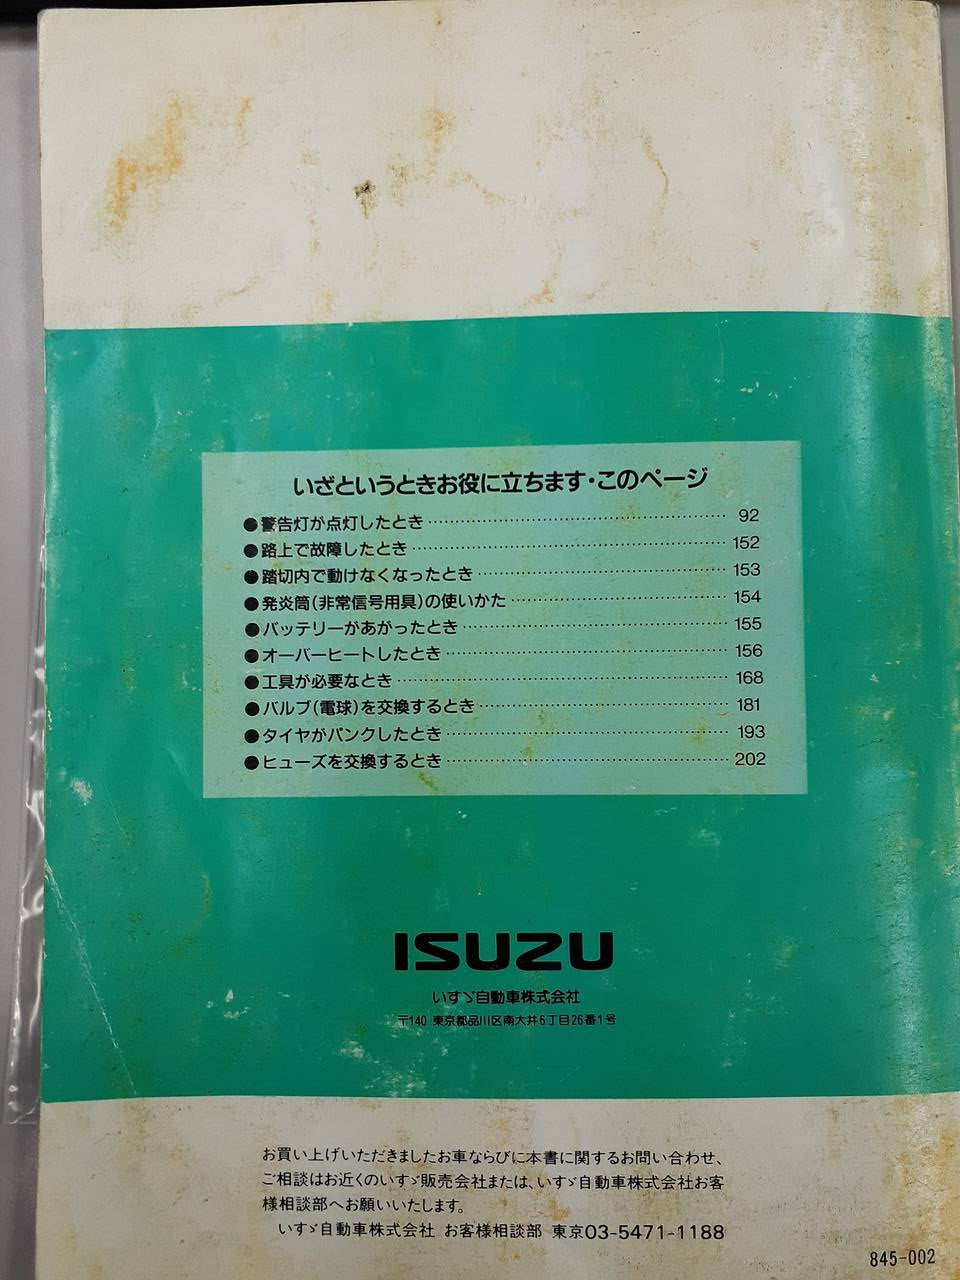 いざというときお役に立ちます・このページ
●警告灯が点灯したとき………………………………92
●路上で故障したとき………………………………152
●踏切内で動けなくなったとき………………………………153
●発炎筒(非常信号用具)の使いかた………………………………154
●バッテリーがあがったとき………………………………155
●オーバーヒートしたとき………………………………156
●工具が必要なとき………………………………168
●バルブ(電球)を交換するとき………………………………181
●タイヤがパンクしたとき………………………………193
●ヒューズを交換するとき………………………………202
ISUZU
いすゞ自動車株式会社
〒140 東京都品川区南大井6丁目26番1号
お買い上げいただきましたお車ならびに本書に関するお問い合わせ、
ご相談はお近くのいすゞ販売会社または、いすゞ自動車株式会社お客
様相談部へお願いいたします。
いすゞ自動車株式会社 お客様相談部 東京03-5471-1188
845-002